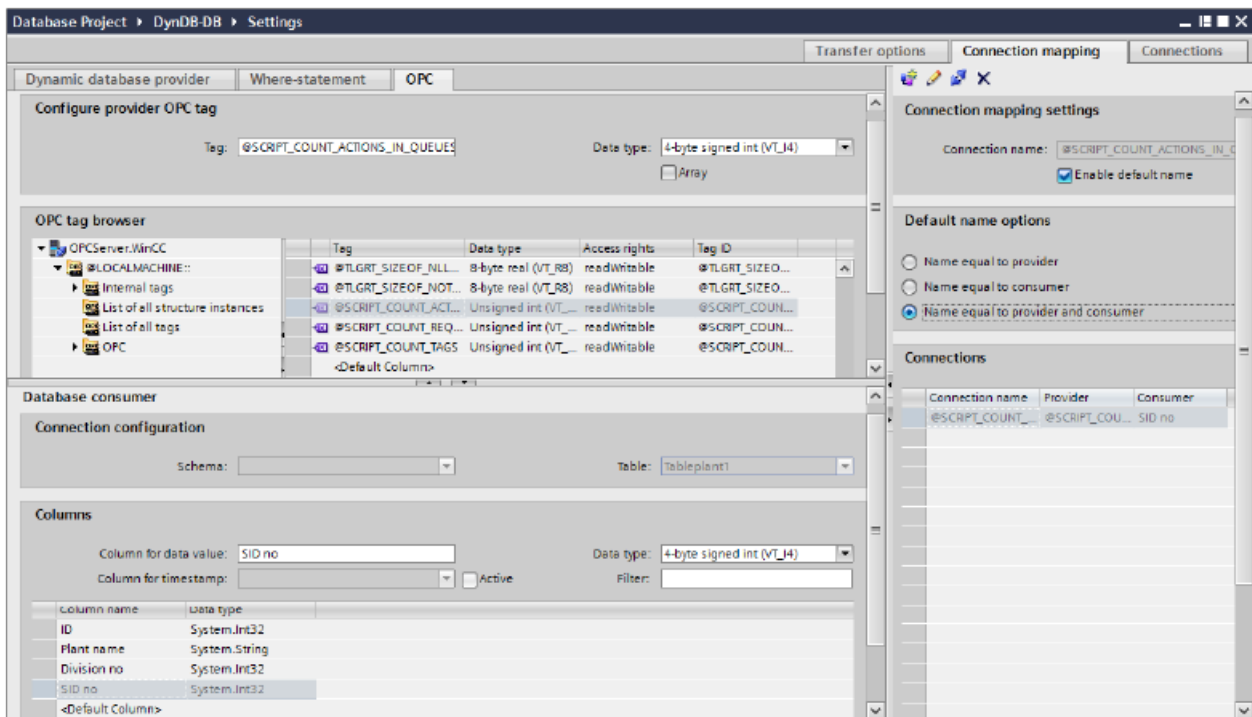 Database Project ▸ DynDB-DB ▸ Settings
Transfer options Connection mapping Connections
Dynamic database provider Where-statement OPC
Configure provider OPC tag
Tag: @SCRIPT_COUNT_ACTIONS_IN_QUEUES Data type: 4-byte signed int (VT_I4)
Array
OPC tag browser
OPCServer.WinCC
@LOCALMACHINE::
Internal tags
List of all structure instances
List of all tags
OPC
Tag Data type Access rights Tag ID
@TLGRT_SIZEOF_NLL... 8-byte real (VT_R8) readWritable @TLGRT_SIZEO...
@TLGRT_SIZEOF_NOT... 8-byte real (VT_R8) readWritable @TLGRT_SIZEO...
@SCRIPT_COUNT_ACT... Unsigned int (VT_... readWritable @SCRIPT_COUN...
@SCRIPT_COUNT_REQ... Unsigned int (VT_... readWritable @SCRIPT_COUN...
@SCRIPT_COUNT_TAGS Unsigned int (VT_... readWritable @SCRIPT_COUN...
<Default Column>
Database consumer
Connection configuration
Schema: Table: Tableplant1
Columns
Column for data value: SID no Data type: 4-byte signed int (VT_I4)
Column for timestamp: Active Filter:
Column name Data type
ID System.Int32
Plant name System.String
Division no System.Int32
SID no System.Int32
<Default Column>
Connection mapping settings
Connection name: @SCRIPT_COUNT_ACTIONS_IN_Q
Enable default name
Default name options
Name equal to provider
Name equal to consumer
Name equal to provider and consumer
Connections
Connection name Provider Consumer
@SCRIPT_COUNT_... @SCRIPT_COU... SID no